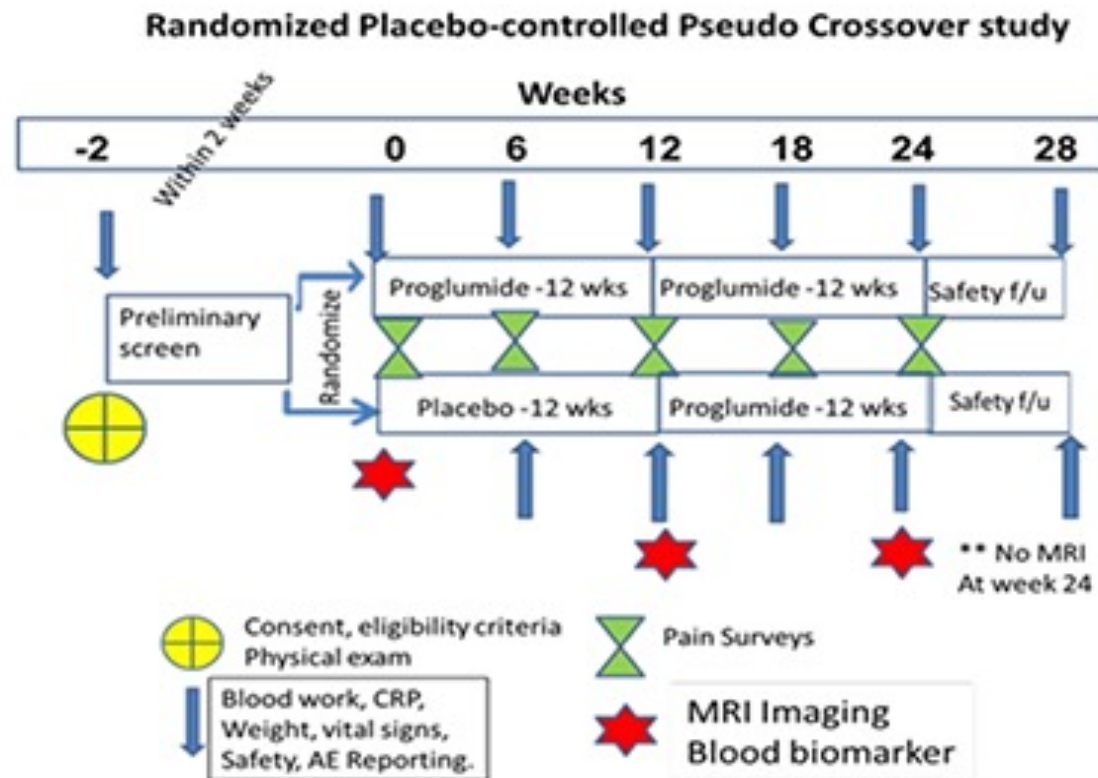 Randomized Placebo-controlled Pseudo Crossover study
Weeks
-2
Within 2 weeks
0
6
12
18
24
28
Preliminary
screen
Randomize
Proglumide -12 wks
Proglumide -12 wks
Safety f/u
Placebo -12 wks
Proglumide -12 wks
Safety f/u
** No MRI
At week 24
Consent, eligibility criteria
Physical exam
Pain Surveys
Blood work, CRP,
Weight, vital signs,
Safety, AE Reporting.
MRI Imaging
Blood biomarker